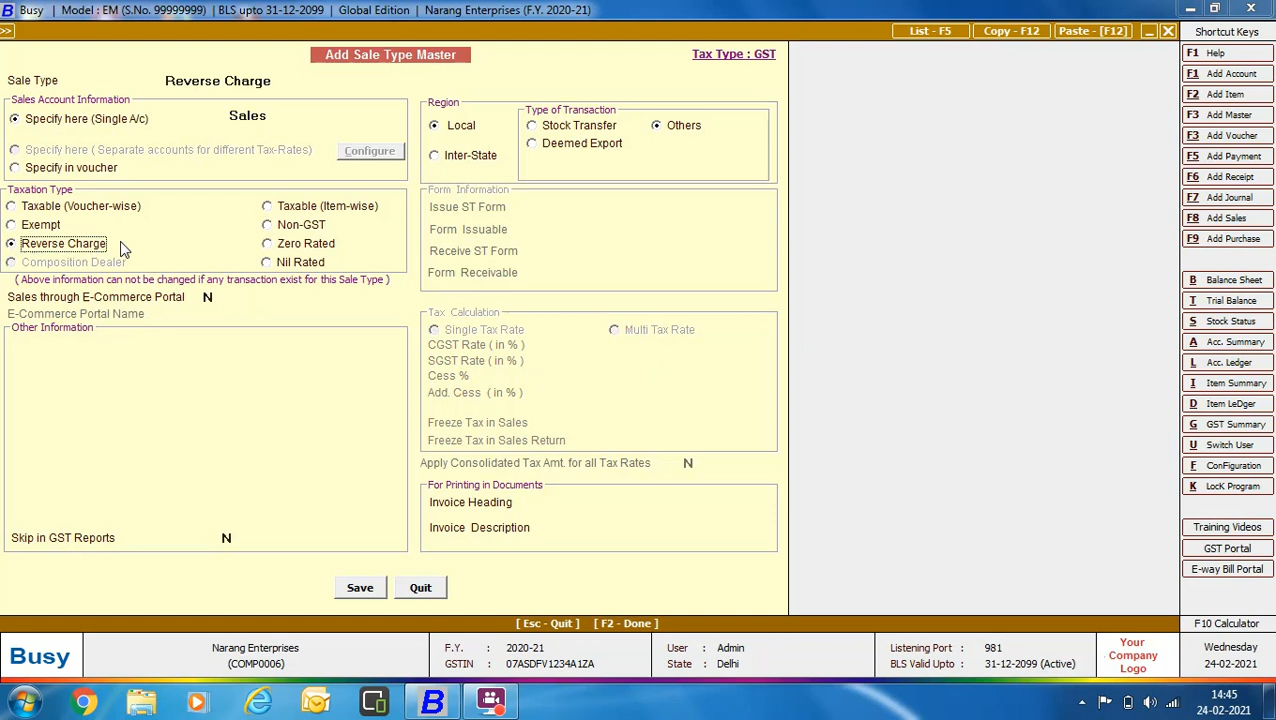 Busy Model : EM (S.No. 99999999) BLS upto 31-12-2099 Global Edition Narang Enterprises (F.Y. 2020-21)
>> List - F5 Copy - F12 Paste - [F12]
Add Sale Type Master
Tax Type : GST
Sale Type Reverse Charge
Sales Account Information
Sales
Specify here (Single A/c)
Specify here ( Separate accounts for different Tax-Rates) Configure
Specify in voucher
Taxation Type
Taxable (Voucher-wise) Taxable (Item-wise)
Exempt Non-GST
Reverse Charge Zero Rated
Composition Dealer Nil Rated
( Above information can not be changed if any transaction exist for this Sale Type )
Sales through E-Commerce Portal N
E-Commerce Portal Name
Other Information
Skip in GST Reports N
Region
Local
Inter-State
Type of Transaction
Stock Transfer Others
Deemed Export
Form Information
Issue ST Form
Form Issuable
Receive ST Form
Form Receivable
Tax Calculation
Single Tax Rate Multi Tax Rate
CGST Rate ( in % )
SGST Rate ( in % )
Cess %
Add. Cess ( in % )
Freeze Tax in Sales
Freeze Tax in Sales Return
Apply Consolidated Tax Amt. for all Tax Rates N
For Printing in Documents
Invoice Heading
Invoice Description
Save Quit
[ Esc - Quit ] [ F2 - Done ]
Shortcut Keys
F1 Help
F1 Add Account
F2 Add Item
F3 Add Master
F3 Add Voucher
F5 Add Payment
F6 Add Receipt
F7 Add Journal
F8 Add Sales
F9 Add Purchase
B Balance Sheet
T Trial Balance
S Stock Status
A Acc. Summary
L Acc. Ledger
I Item Summary
D Item LeDger
G GST Summary
U Switch User
F ConFiguration
K LocK Program
Training Videos
GST Portal
E-way Bill Portal
F10 Calculator
Busy
Narang Enterprises
(COMP0006)
F.Y. : 2020-21
GSTIN : 07ASDFV1234A1ZA
User : Admin
State : Delhi
Listening Port : 981
BLS Valid Upto : 31-12-2099 (Active)
Your
Company
Logo
Wednesday
24-02-2021
14:45
24-02-2021